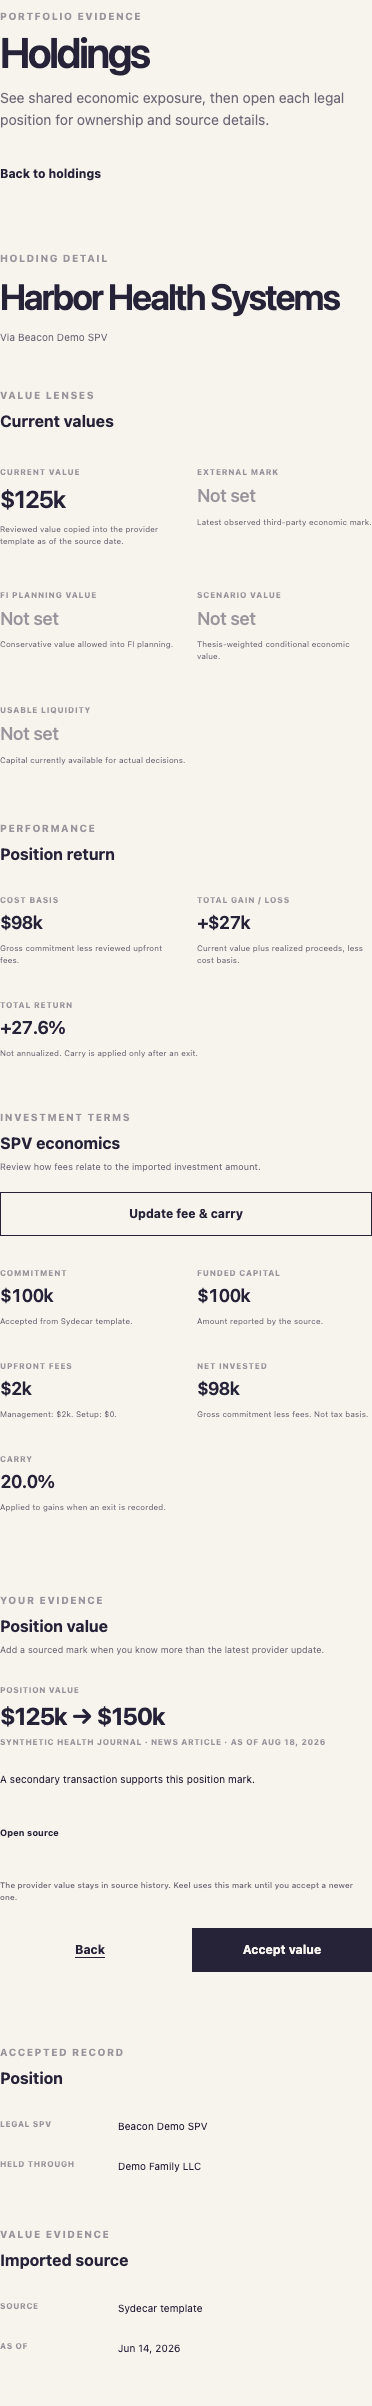 PORTFOLIO EVIDENCE
Holdings
See shared economic exposure, then open each legal
position for ownership and source details.
Back to holdings
HOLDING DETAIL
Harbor Health Systems
Via Beacon Demo SPV
VALUE LENSES
Current values
CURRENT VALUE
$125k
Reviewed value copied into the provider
template as of the source date.
EXTERNAL MARK
Not set
Latest observed third-party economic mark.
FI PLANNING VALUE
Not set
Conservative value allowed into FI planning.
SCENARIO VALUE
Not set
Thesis-weighted conditional economic
value.
USABLE LIQUIDITY
Not set
Capital currently available for actual decisions.
PERFORMANCE
Position return
COST BASIS
$98k
Gross commitment less reviewed upfront
fees.
TOTAL GAIN / LOSS
+$27k
Current value plus realized proceeds, less
cost basis.
TOTAL RETURN
+27.6%
Not annualized. Carry is applied only after an exit.
INVESTMENT TERMS
SPV economics
Review how fees relate to the imported investment amount.
Update fee & carry
COMMITMENT
$100k
Accepted from Sydecar template.
FUNDED CAPITAL
$100k
Amount reported by the source.
UPFRONT FEES
$2k
Management: $2k. Setup: $0.
NET INVESTED
$98k
Gross commitment less fees. Not tax basis.
CARRY
20.0%
Applied to gains when an exit is recorded.
YOUR EVIDENCE
Position value
Add a sourced mark when you know more than the latest provider update.
POSITION VALUE
$125k → $150k
SYNTHETIC HEALTH JOURNAL · NEWS ARTICLE · AS OF AUG 18, 2026
A secondary transaction supports this position mark.
Open source
The provider value stays in source history. Keel uses this mark until you accept a newer
one.
Back
Accept value
ACCEPTED RECORD
Position
LEGAL SPV
Beacon Demo SPV
HELD THROUGH
Demo Family LLC
VALUE EVIDENCE
Imported source
SOURCE
Sydecar template
AS OF
Jun 14, 2026